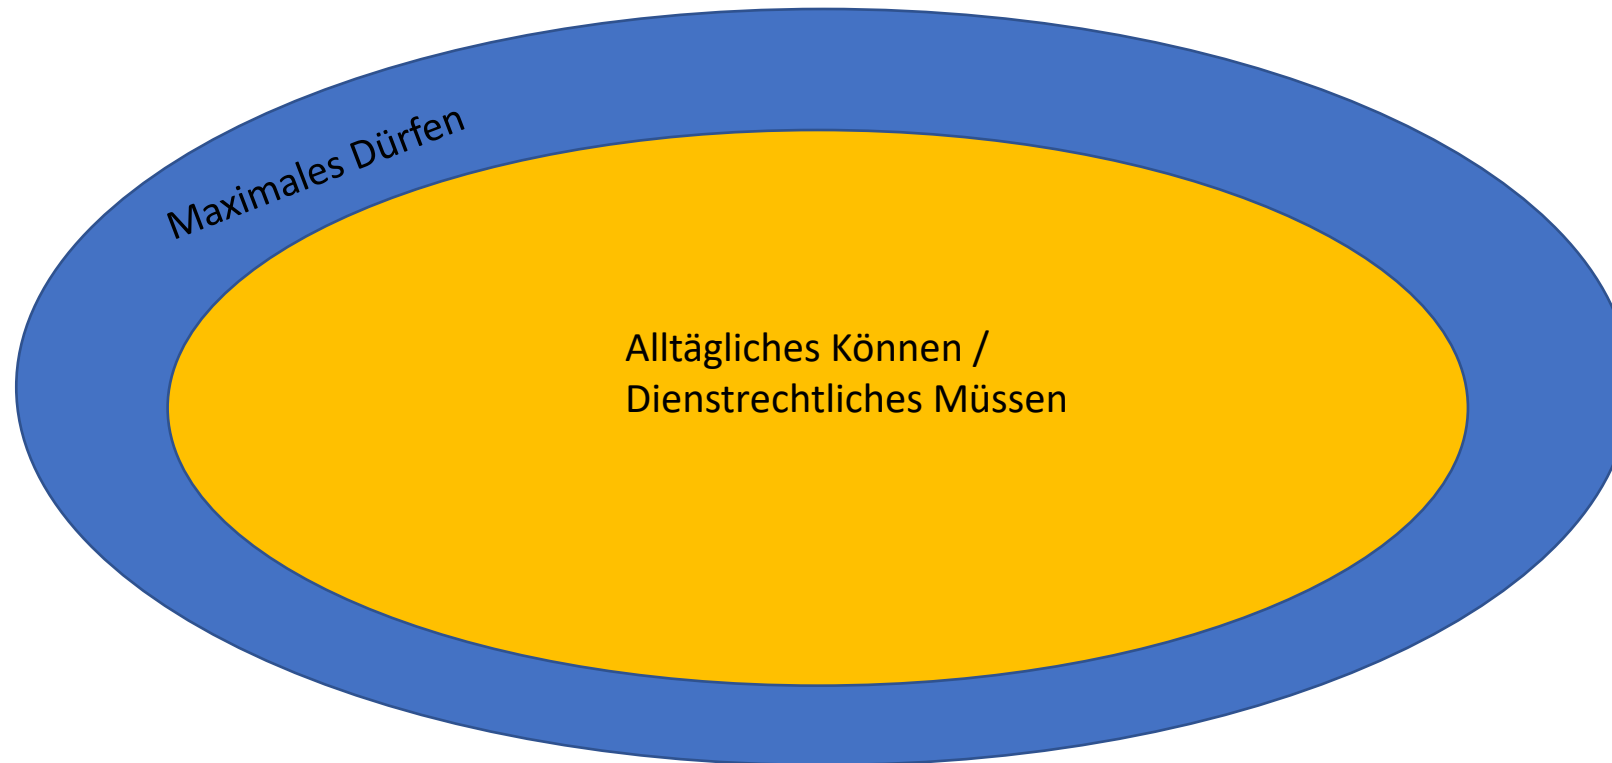 Maximales Dürfen
Alltägliches Können /
Dienstrechtliches Müssen